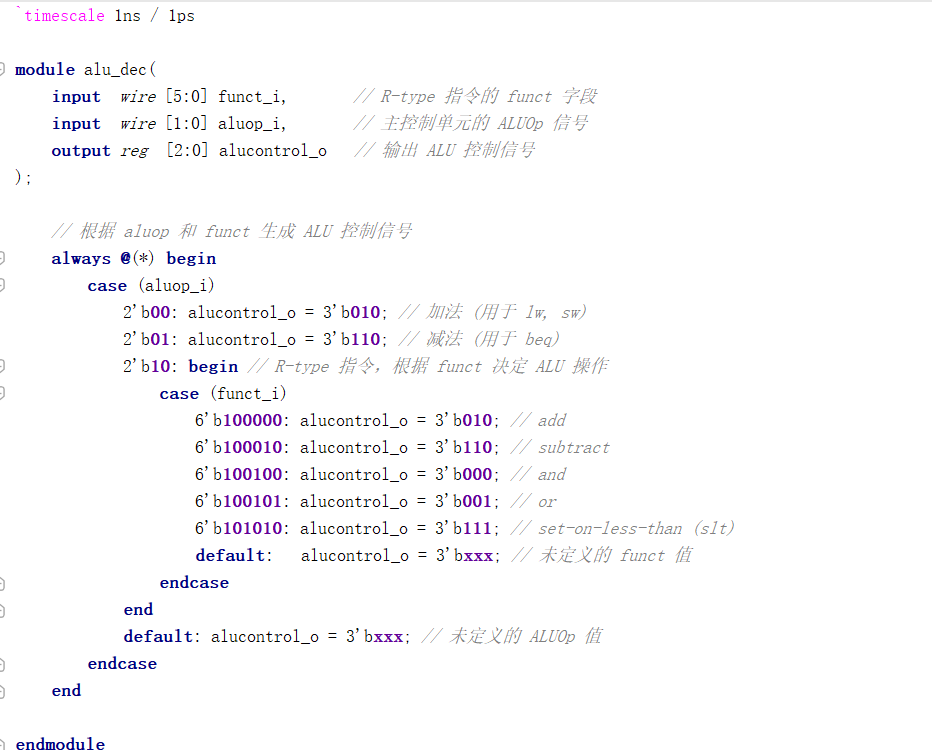 `timescale 1ns / 1ps
module alu_dec(
input wire [5:0] funct_i, // R-type 指令的 funct 字段
input wire [1:0] aluop_i, // 主控制单元的 ALUOp 信号
output reg [2:0] alucontrol_o // 输出 ALU 控制信号
);
// 根据 aluop 和 funct 生成 ALU 控制信号
always @(*) begin
case (aluop_i)
2'b00: alucontrol_o = 3'b010; // 加法 (用于 lw, sw)
2'b01: alucontrol_o = 3'b110; // 减法 (用于 beq)
2'b10: begin // R-type 指令，根据 funct 决定 ALU 操作
case (funct_i)
6'b100000: alucontrol_o = 3'b010; // add
6'b100010: alucontrol_o = 3'b110; // subtract
6'b100100: alucontrol_o = 3'b000; // and
6'b100101: alucontrol_o = 3'b001; // or
6'b101010: alucontrol_o = 3'b111; // set-on-less-than (slt)
default: alucontrol_o = 3'bxxx; // 未定义的 funct 值
endcase
end
default: alucontrol_o = 3'bxxx; // 未定义的 ALUOp 值
endcase
end
endmodule